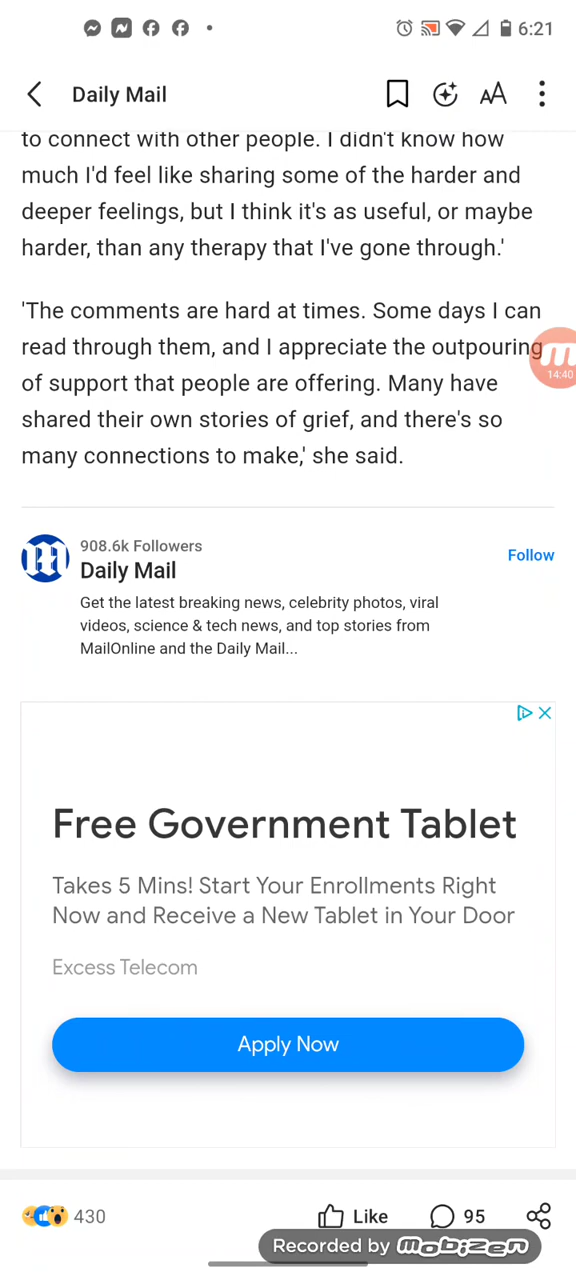 6:21
Daily Mail
AA
to connect with other people. I didn't know how
much I'd feel like sharing some of the harder and
deeper feelings, but I think it's as useful, or maybe
harder, than any therapy that I've gone through.'
'The comments are hard at times. Some days I can
read through them, and I appreciate the outpouring
of support that people are offering. Many have
shared their own stories of grief, and there's so
many connections to make,' she said.
m
14:40
908.6k Followers
Daily Mail
Follow
Get the latest breaking news, celebrity photos, viral
videos, science & tech news, and top stories from
MailOnline and the Daily Mail...
Free Government Tablet
Takes 5 Mins! Start Your Enrollments Right
Now and Receive a New Tablet in Your Door
Excess Telecom
Apply Now
430
Like
95
Recorded by mobizen